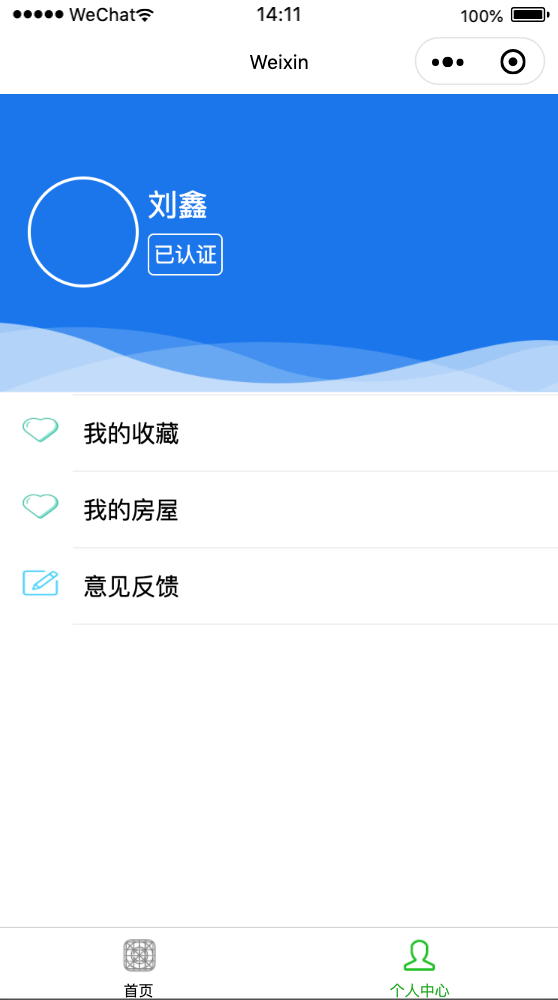 WeChat 14:11 100%
Weixin
刘鑫
已认证
我的收藏
我的房屋
意见反馈
首页 个人中心